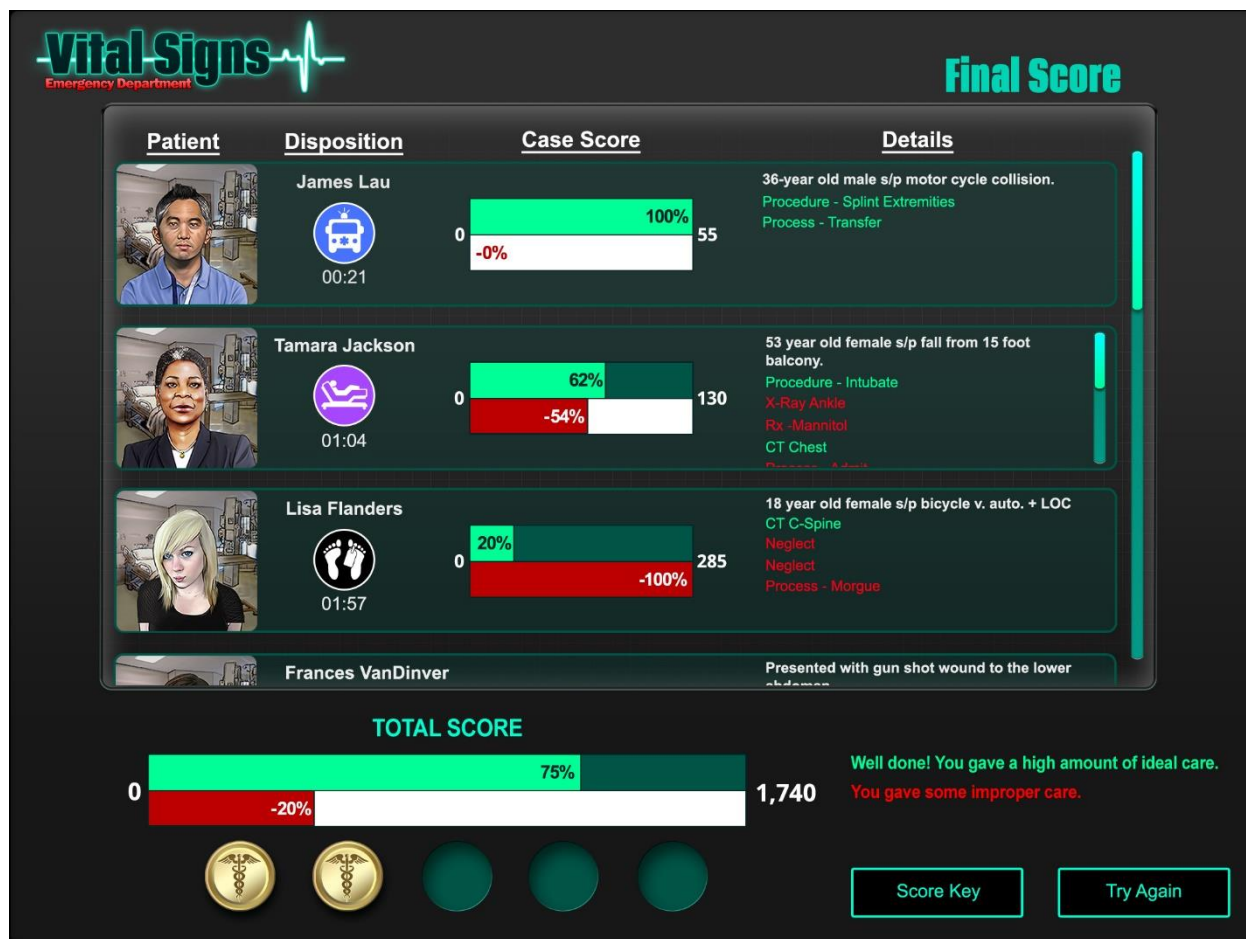 Vital Signs
Emergency Department
Final Score
Patient Disposition Case Score Details
James Lau
00:21
0 100% 55
-0%
36-year old male s/p motor cycle collision.
Procedure - Splint Extremities
Process - Transfer
Tamara Jackson
01:04
0 62% 130
-54%
53 year old female s/p fall from 15 foot
balcony.
Procedure - Intubate
X-Ray Ankle
Rx -Mannitol
CT Chest
Process - Admit
Lisa Flanders
01:57
0 20% 285
-100%
18 year old female s/p bicycle v. auto. + LOC
CT C-Spine
Neglect
Neglect
Process - Morgue
Frances VanDinver
Presented with gun shot wound to the lower
abdomen
TOTAL SCORE
0 75% 1,740
-20%
Well done! You gave a high amount of ideal care.
You gave some improper care.
Score Key
Try Again